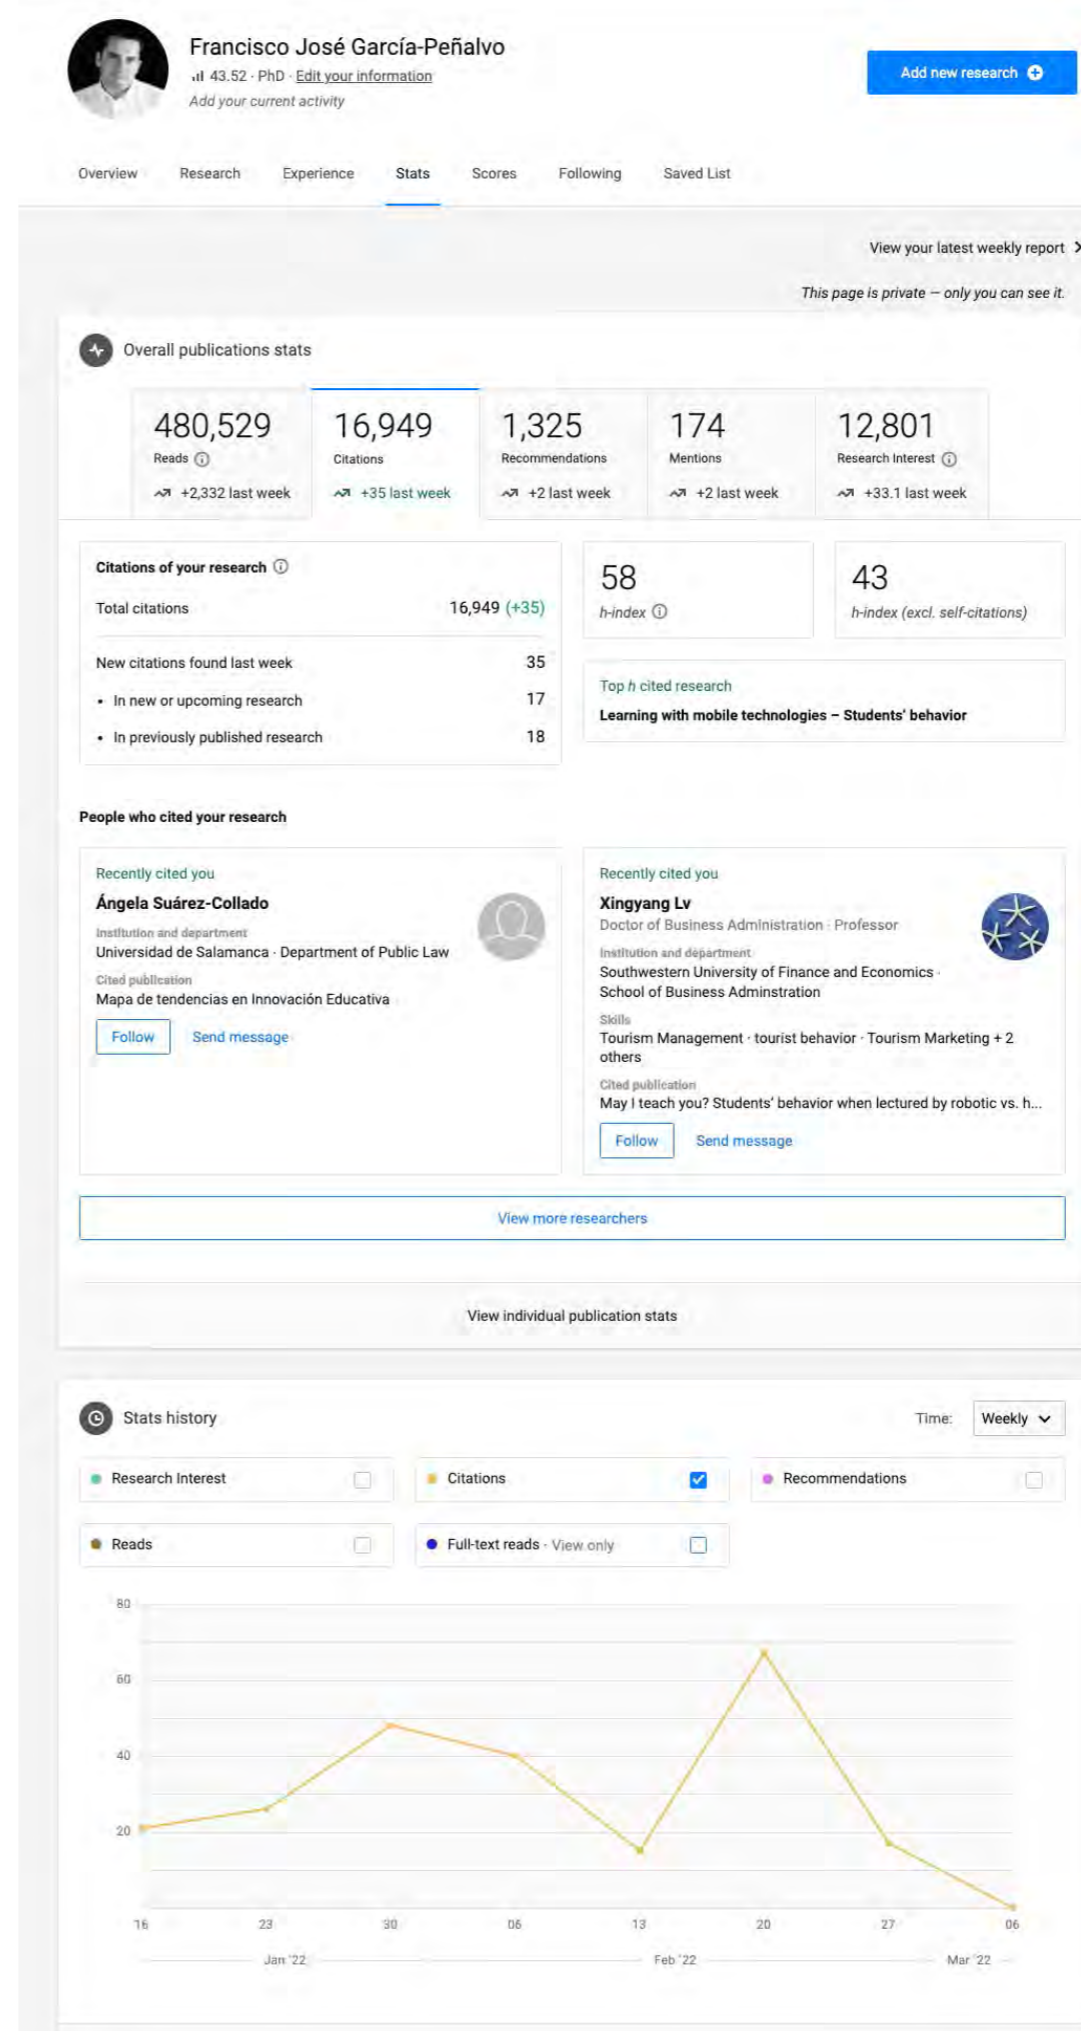 Francisco José García-Peñalvo
43.52 · PhD · Edit your information
Add your current activity
Add new research
Overview Research Experience Stats Scores Following Saved List
View your latest weekly report
This page is private – only you can see it.
Overall publications stats
480,529 16,949 1,325 174 12,801
Reads Citations Recommendations Mentions Research Interest
+2,332 last week +35 last week +2 last week +2 last week +33.1 last week
Citations of your research
Total citations 16,949 (+35)
New citations found last week 35
• In new or upcoming research 17
• In previously published research 18
58
h-index
43
h-index (excl. self-citations)
Top h cited research
Learning with mobile technologies – Students' behavior
People who cited your research
Recently cited you
Ángela Suárez-Collado
Institution and department
Universidad de Salamanca · Department of Public Law
Cited publication
Mapa de tendencias en Innovación Educativa
Follow Send message
Recently cited you
Xingyang Lv
Doctor of Business Administration · Professor
Institution and department
Southwestern University of Finance and Economics ·
School of Business Adminstration
Skills
Tourism Management · tourist behavior · Tourism Marketing + 2
others
Cited publication
May I teach you? Students' behavior when lectured by robotic vs. h...
Follow Send message
View more researchers
View individual publication stats
Stats history
Time: Weekly
Research Interest Citations Recommendations
Reads Full-text reads · View only
80
60
40
20
16 23 30 06 13 20 27 06
Jan '22 Feb '22 Mar '22